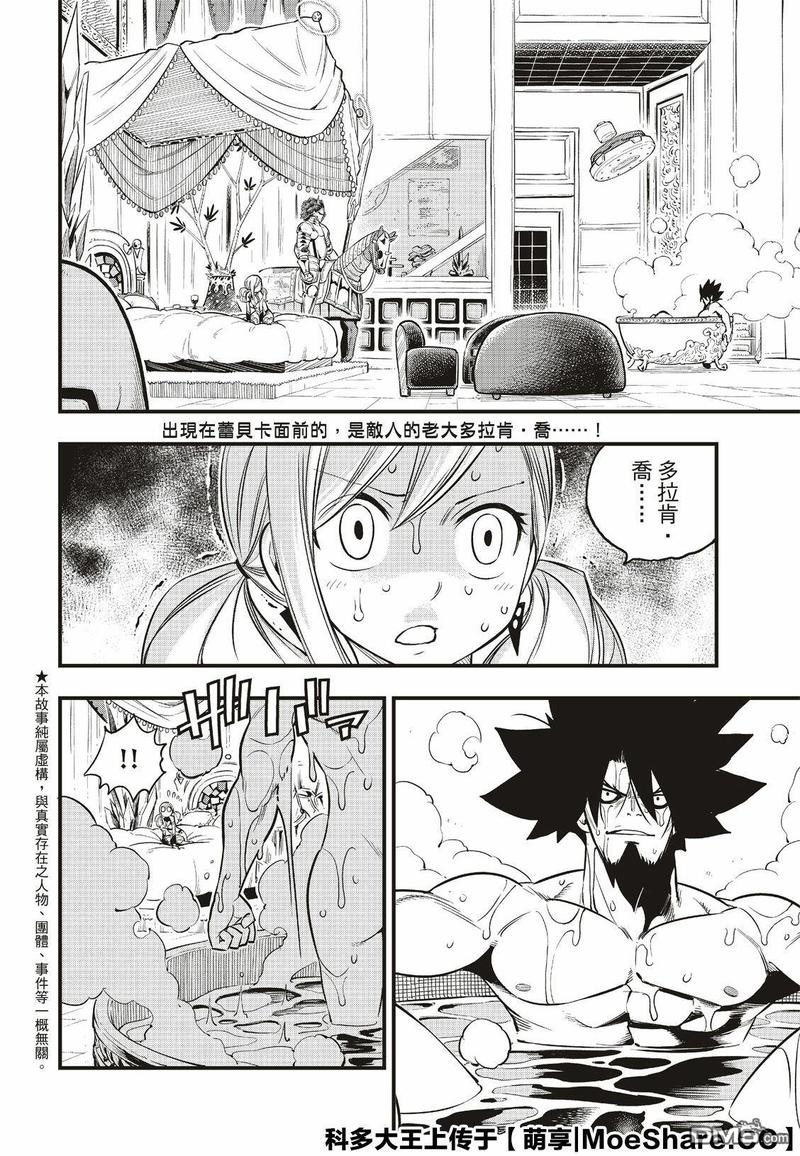 出現在蕾貝卡面前的，是敵人的老大多拉肯・喬……！
多拉肯・
喬……
★本故事純屬虛構，與真實存在之人物、團體、事件等一概無關。
!!
科多大王上传于【萌享|MoeShare.CC】